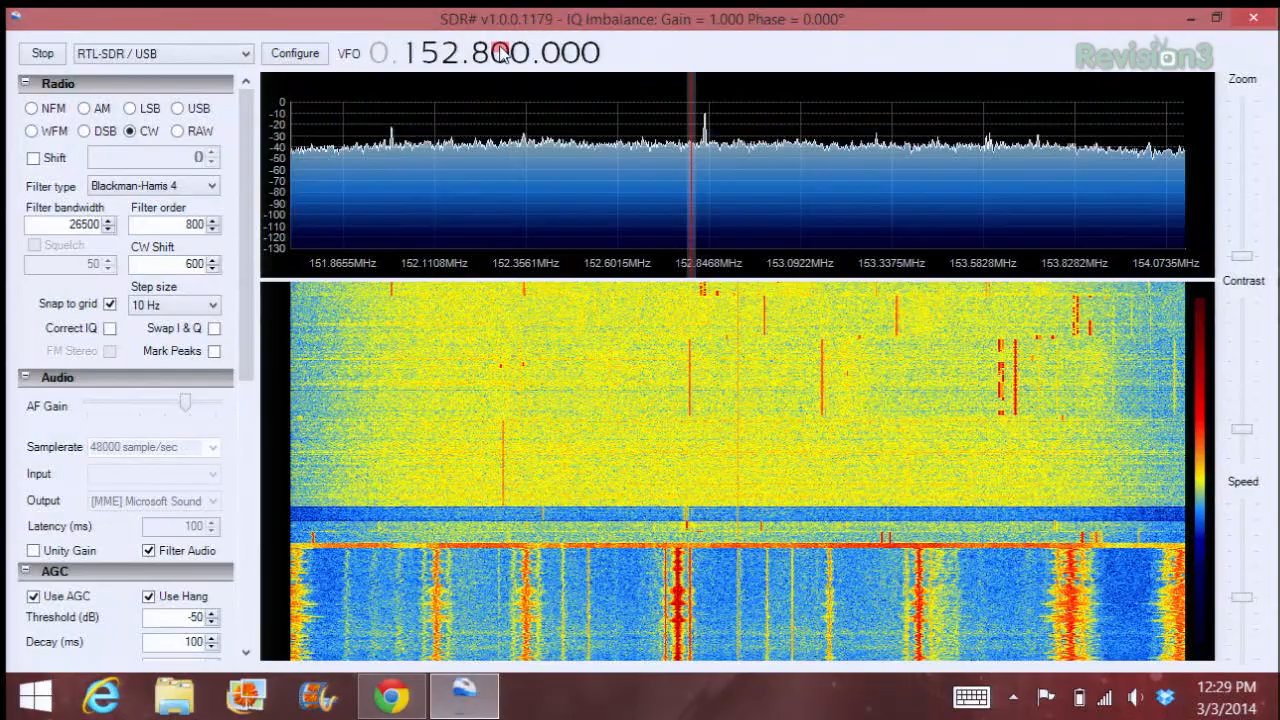 SDR# v1.0.0.1179 - IQ Imbalance: Gain = 1.000 Phase = 0.000°
Stop RTL-SDR / USB Configure VFO 0.152.800.000
Revision3
Radio
NFM AM LSB USB
WFM DSB CW RAW
Shift 0
Filter type Blackman-Harris 4
Filter bandwidth Filter order
26500 800
Squelch CW Shift
50 600
Step size
Snap to grid 10 Hz
Correct IQ Swap I & Q
FM Stereo Mark Peaks
Audio
AF Gain
Samplerate 48000 sample/sec
Input
Output [MME] Microsoft Sound
Latency (ms) 100
Unity Gain Filter Audio
AGC
Use AGC Use Hang
Threshold (dB) -50
Decay (ms) 100
0
-10
-20
-30
-40
-50
-60
-70
-80
-90
-100
-110
-120
-130
151.8655MHz 152.1108MHz 152.3561MHz 152.6015MHz 152.8468MHz 153.0922MHz 153.3375MHz 153.5828MHz 153.8282MHz 154.0735MHz
Zoom
Contrast
Speed
12:29 PM
3/3/2014